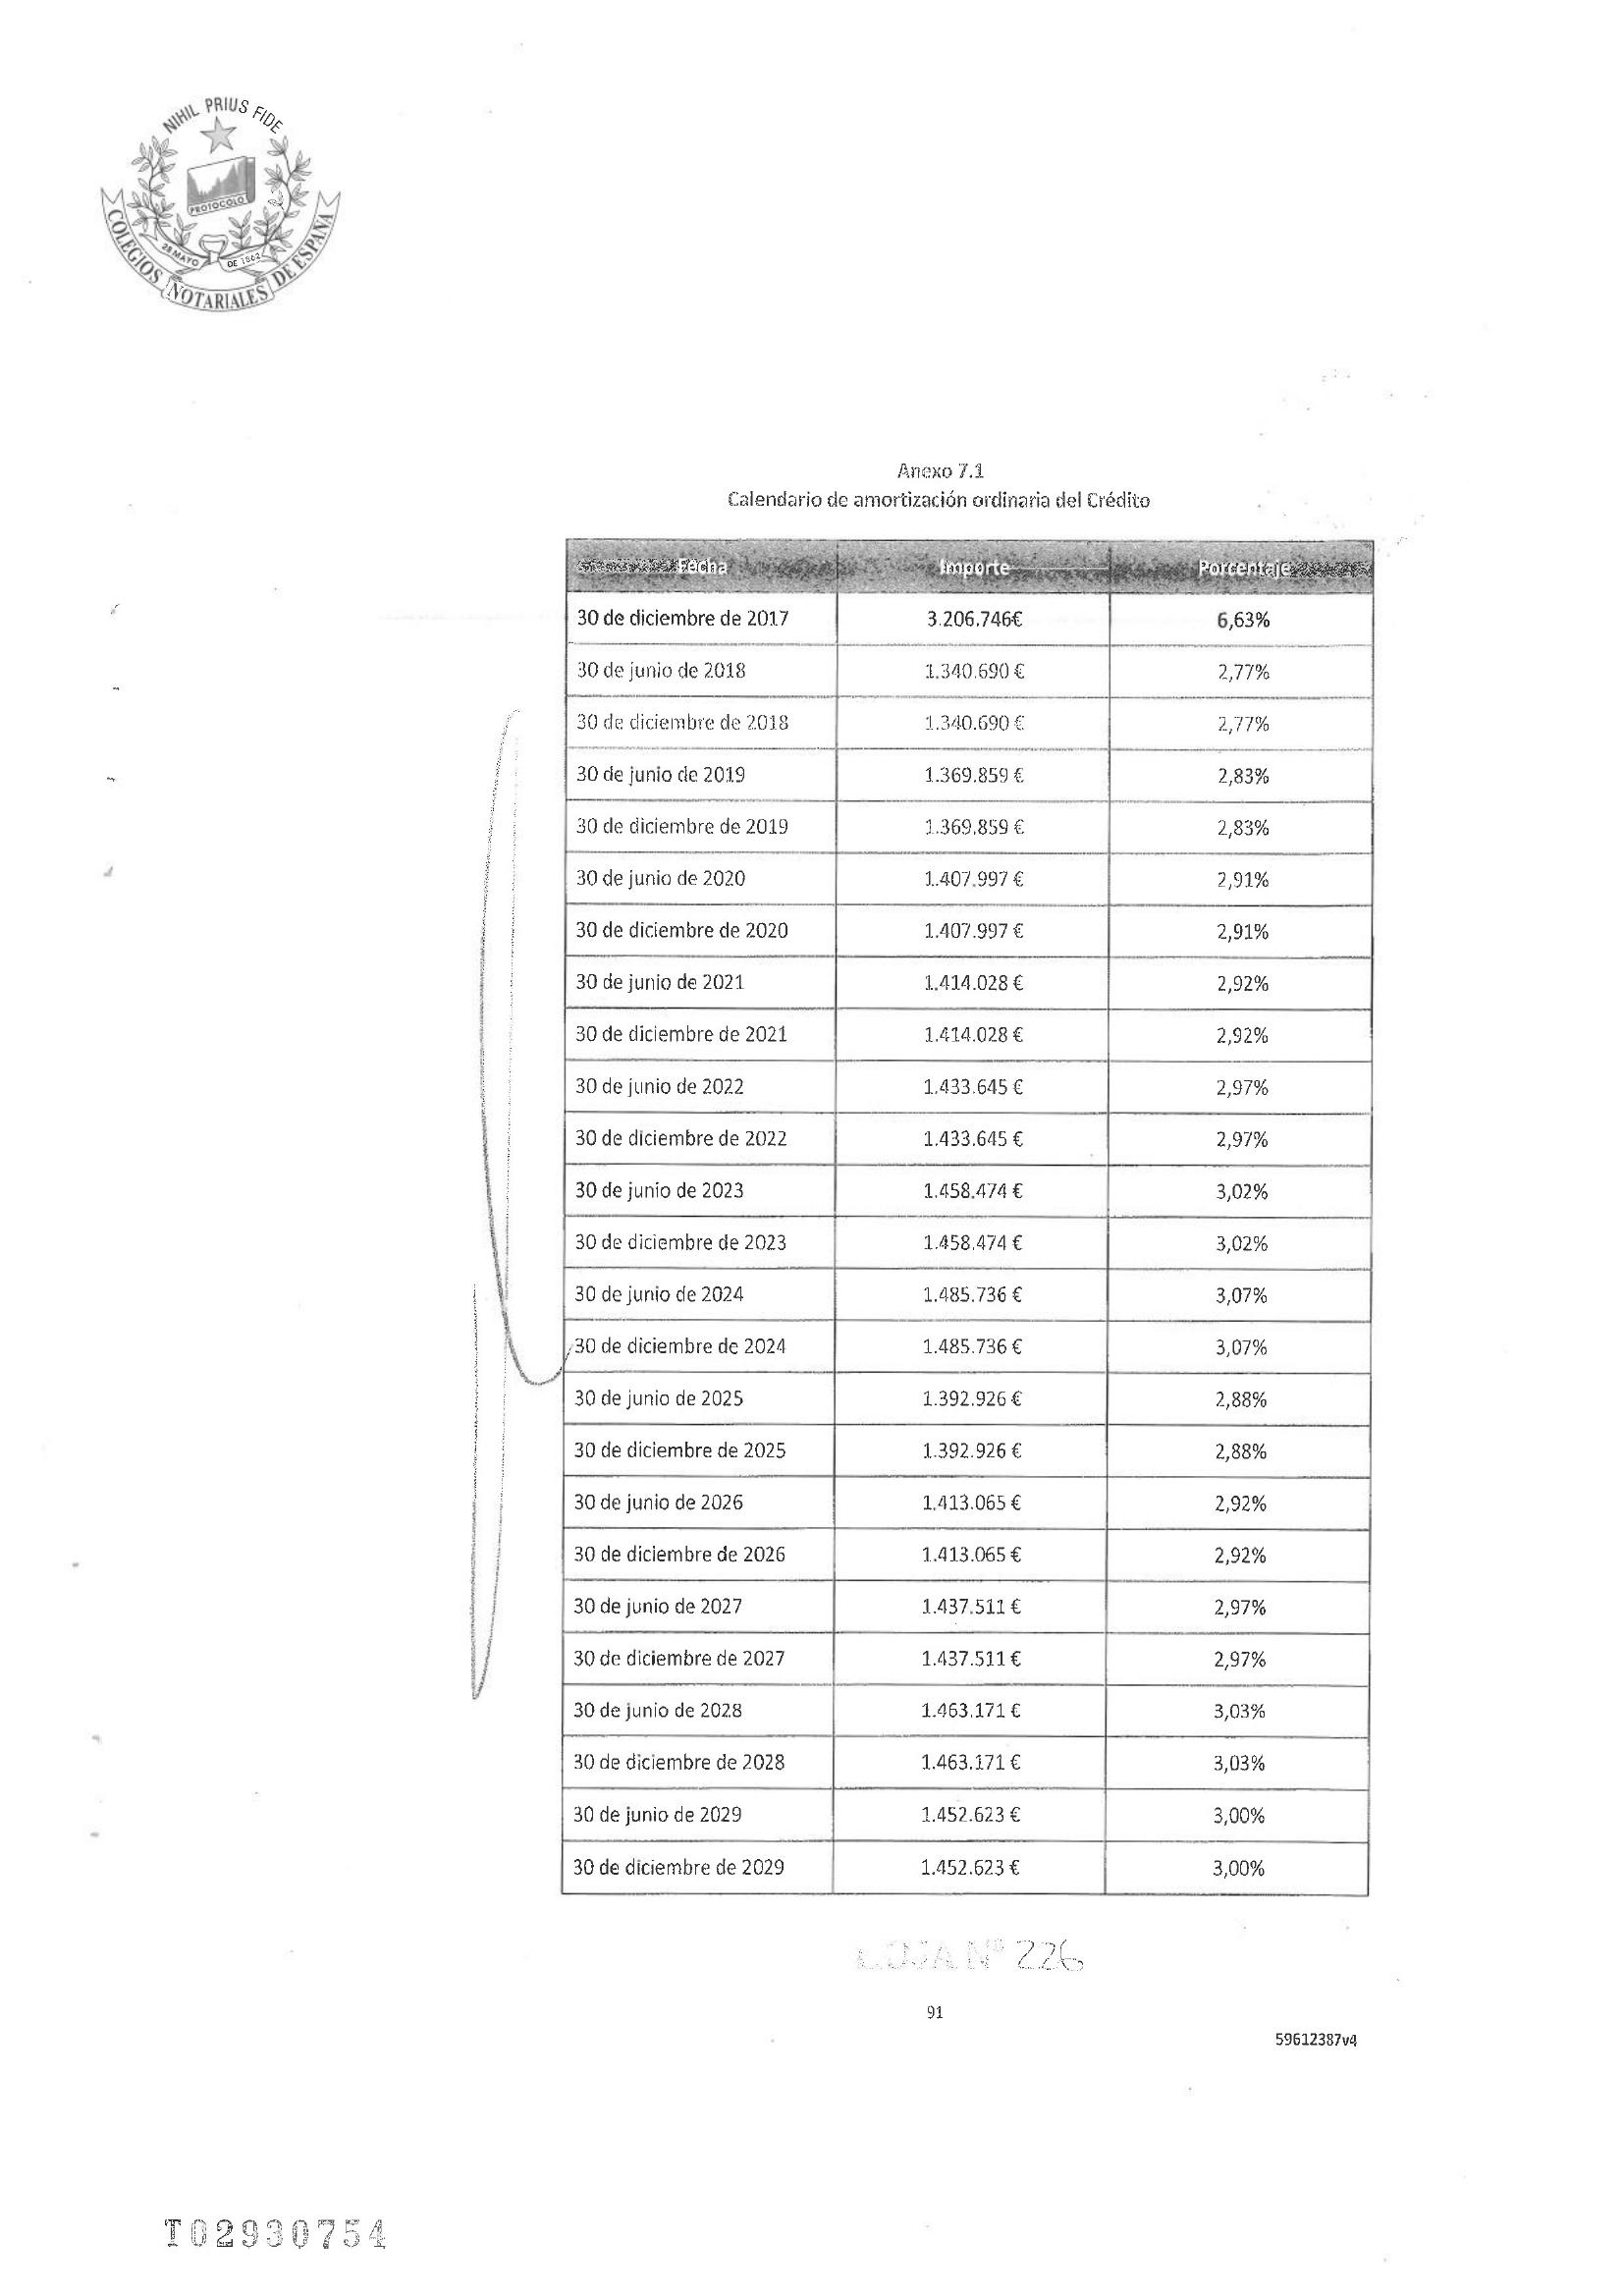 NIHIL PRIUS FIDE
PROTOCOLO
28 MAYO DE 1862
COLEGIOS NOTARIALES DE ESPAÑA
Anexo 7.1
Calendario de amortización ordinaria del Crédito
Fecha Importe Porcentaje
30 de diciembre de 2017 3.206.746€ 6,63%
30 de junio de 2018 1.340.690 € 2,77%
30 de diciembre de 2018 1.340.690 € 2,77%
30 de junio de 2019 1.369.859 € 2,83%
30 de diciembre de 2019 1.369.859 € 2,83%
30 de junio de 2020 1.407.997 € 2,91%
30 de diciembre de 2020 1.407.997 € 2,91%
30 de junio de 2021 1.414.028 € 2,92%
30 de diciembre de 2021 1.414.028 € 2,92%
30 de junio de 2022 1.433.645 € 2,97%
30 de diciembre de 2022 1.433.645 € 2,97%
30 de junio de 2023 1.458.474 € 3,02%
30 de diciembre de 2023 1.458.474 € 3,02%
30 de junio de 2024 1.485.736 € 3,07%
30 de diciembre de 2024 1.485.736 € 3,07%
30 de junio de 2025 1.392.926 € 2,88%
30 de diciembre de 2025 1.392.926 € 2,88%
30 de junio de 2026 1.413.065 € 2,92%
30 de diciembre de 2026 1.413.065 € 2,92%
30 de junio de 2027 1.437.511 € 2,97%
30 de diciembre de 2027 1.437.511 € 2,97%
30 de junio de 2028 1.463.171 € 3,03%
30 de diciembre de 2028 1.463.171 € 3,03%
30 de junio de 2029 1.452.623 € 3,00%
30 de diciembre de 2029 1.452.623 € 3,00%
Nº 226
91
59612387v4
T02930754